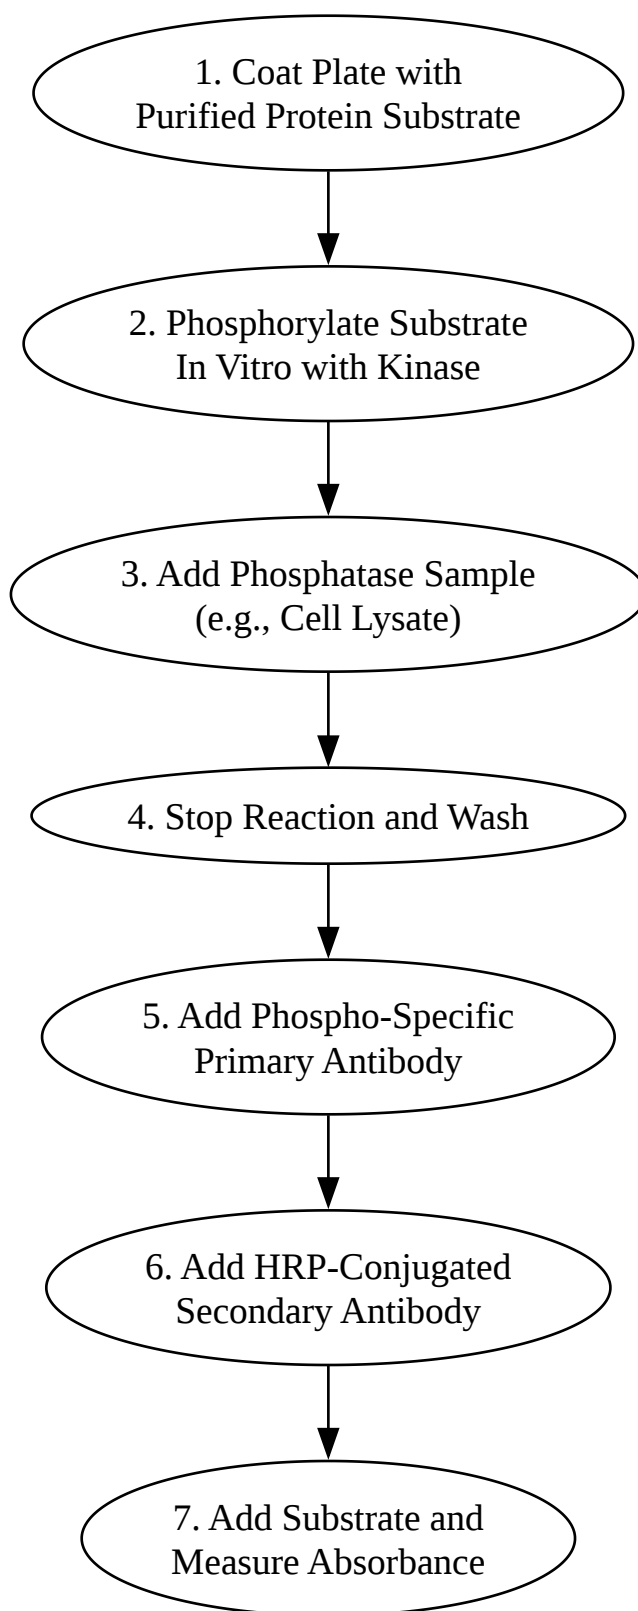 1. Coat Plate with
Purified Protein Substrate
2. Phosphorylate Substrate
In Vitro with Kinase
3. Add Phosphatase Sample
(e.g., Cell Lysate)
4. Stop Reaction and Wash
5. Add Phospho-Specific
Primary Antibody
6. Add HRP-Conjugated
Secondary Antibody
7. Add Substrate and
Measure Absorbance